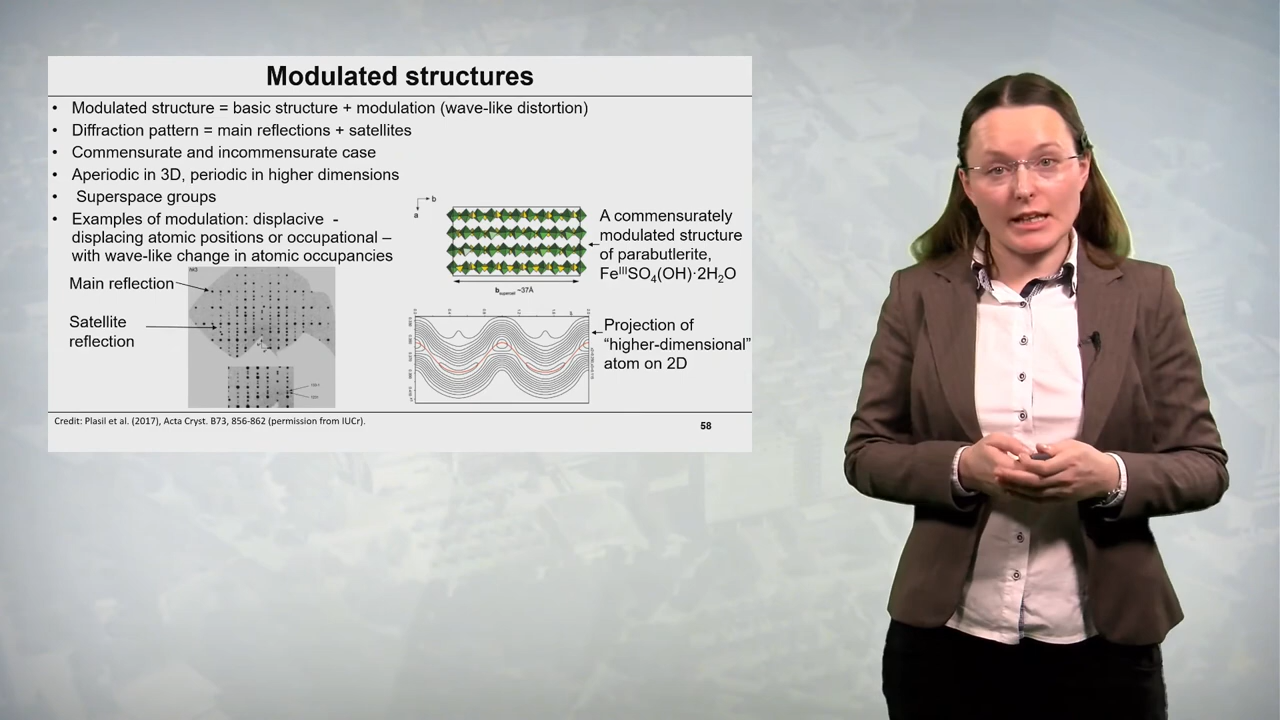 Modulated structures
• Modulated structure = basic structure + modulation (wave-like distortion)
• Diffraction pattern = main reflections + satellites
• Commensurate and incommensurate case
• Aperiodic in 3D, periodic in higher dimensions
• Superspace groups
• Examples of modulation: displacive -
displacing atomic positions or occupational –
with wave-like change in atomic occupancies
Main reflection
Satellite
reflection
a
b
b supercell ~37Å
A commensurately
modulated structure
of parabutlerite,
FeᴵᴵᴵSO₄(OH)·2H₂O
Projection of
“higher-dimensional”
atom on 2D
Credit: Plasil et al. (2017), Acta Cryst. B73, 856-862 (permission from IUCr).
58